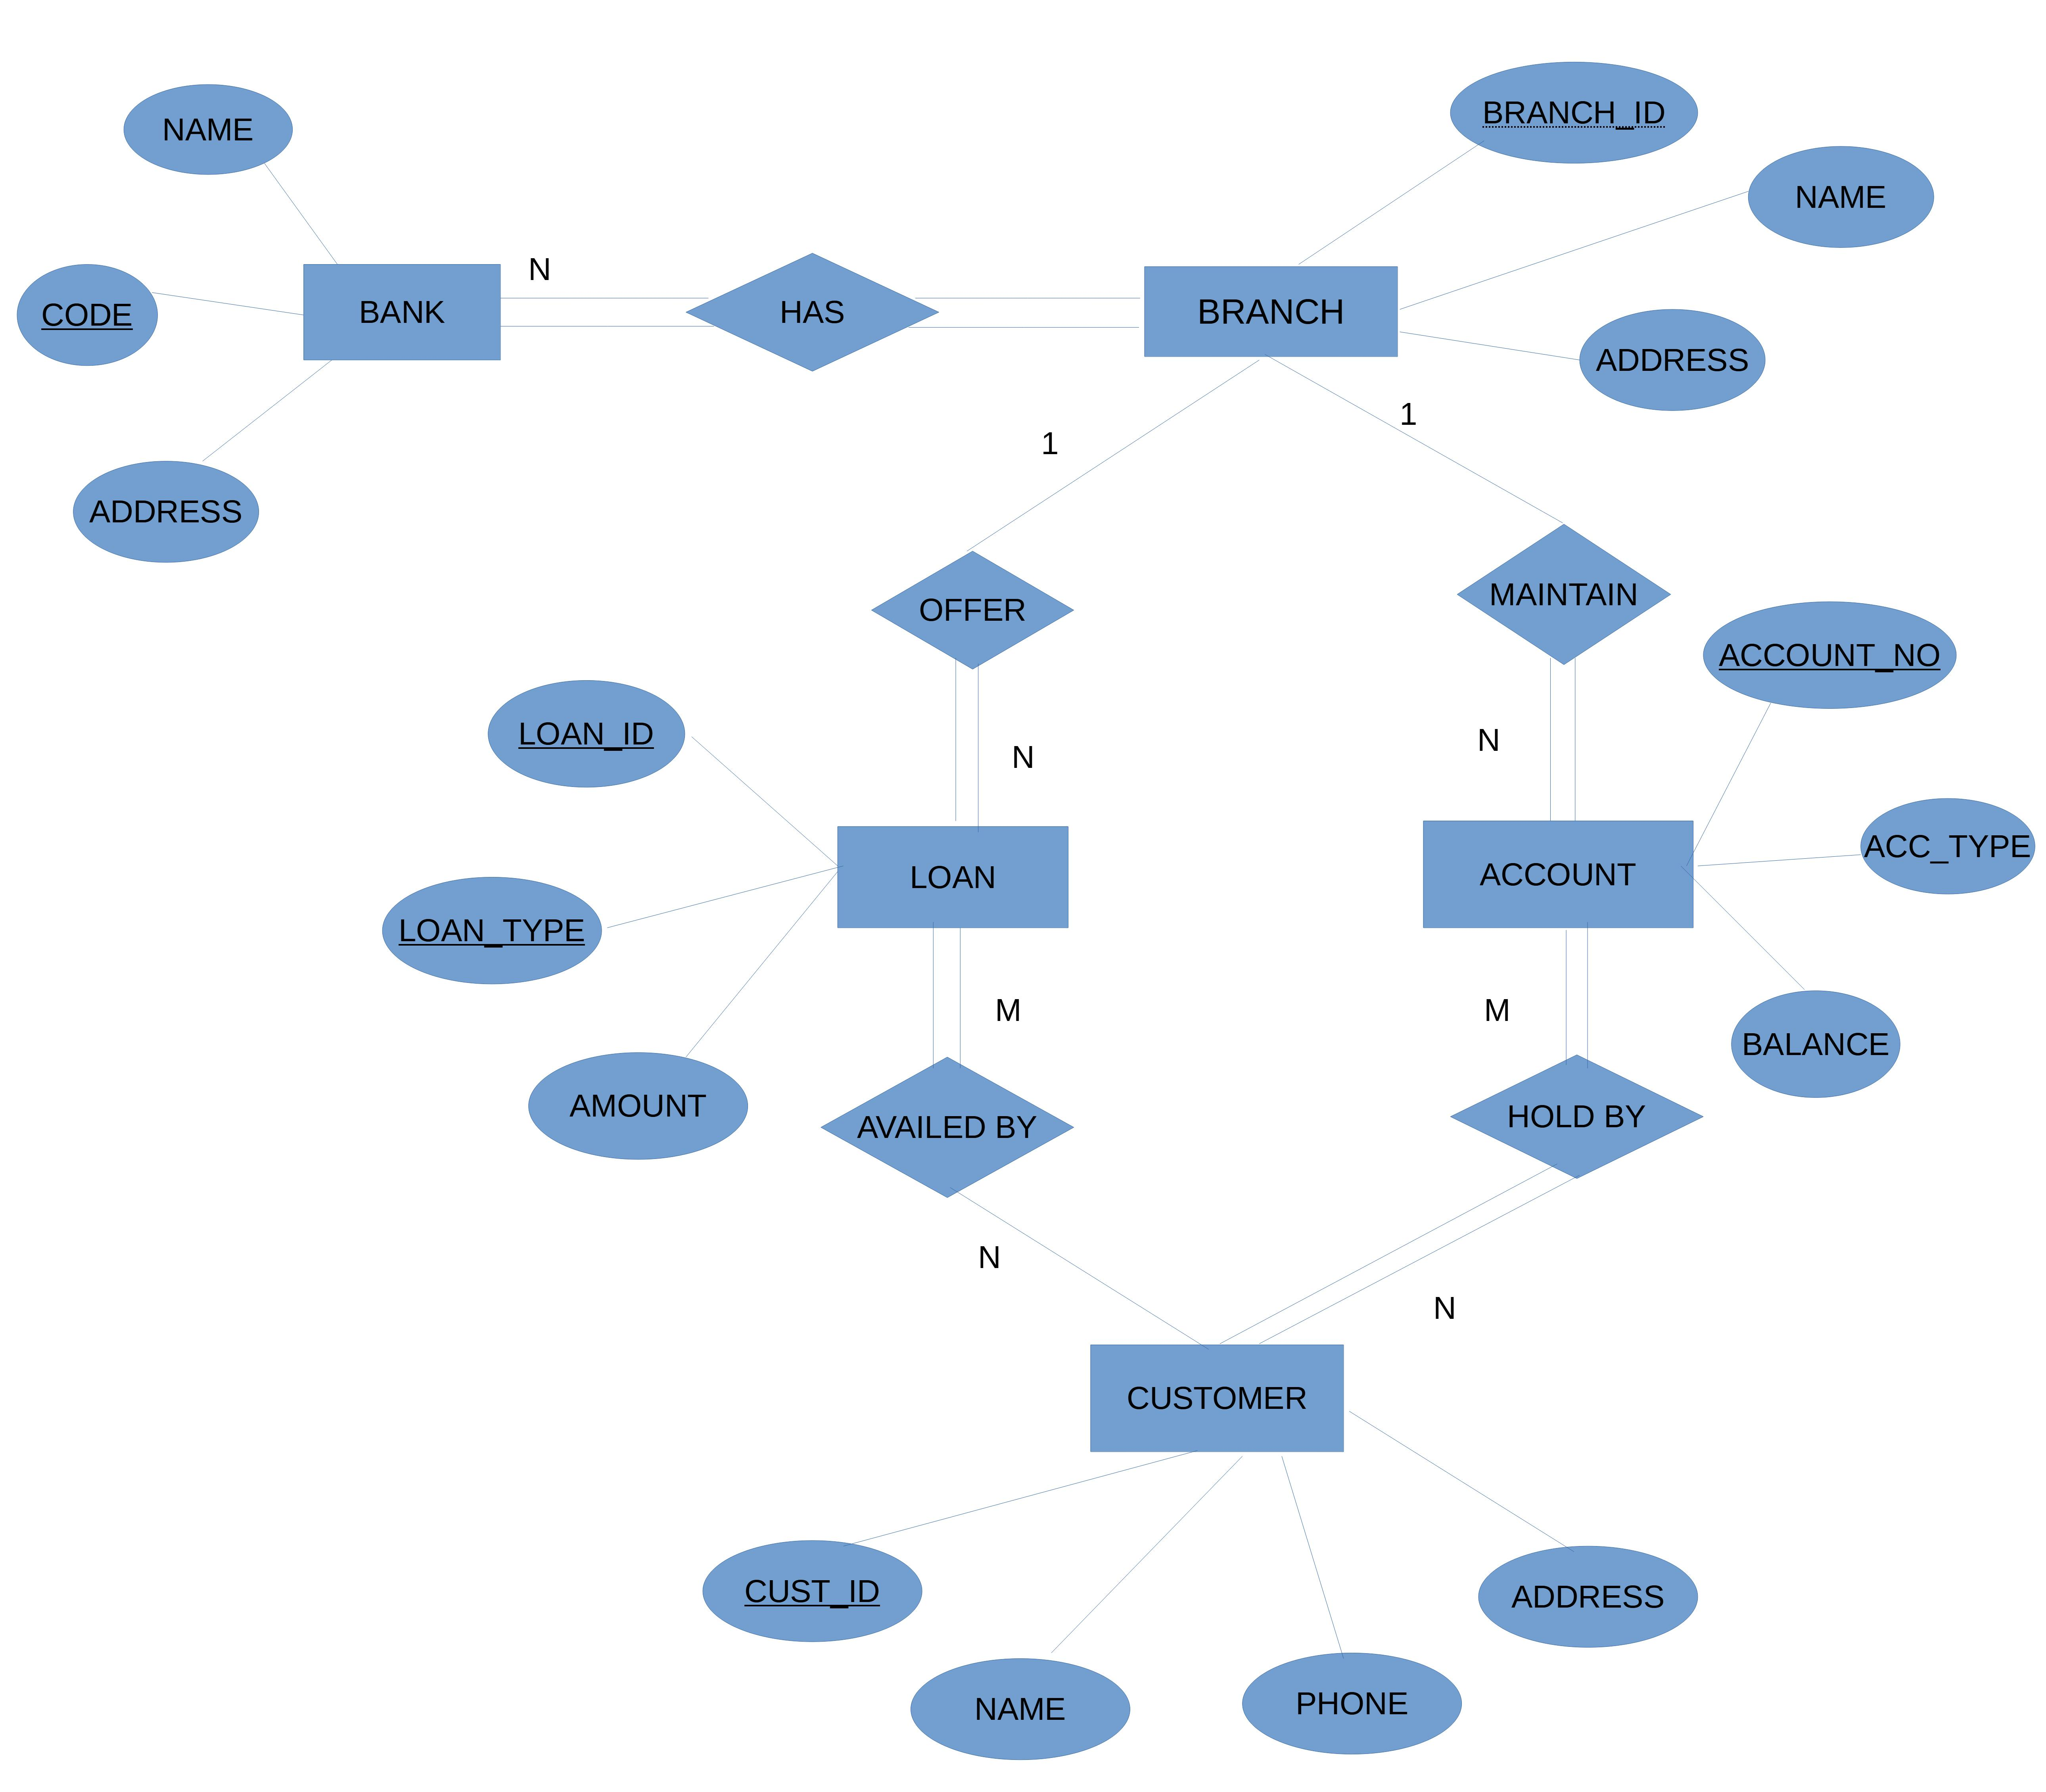 BRANCH_ID
NAME
NAME
N
CODE
BANK
HAS
BRANCH
ADDRESS
1
1
ADDRESS
OFFER
MAINTAIN
ACCOUNT_NO
LOAN_ID
N
N
ACC_TYPE
LOAN
ACCOUNT
LOAN_TYPE
M
M
BALANCE
AMOUNT
AVAILED BY
HOLD BY
N
N
CUSTOMER
CUST_ID
ADDRESS
NAME
PHONE